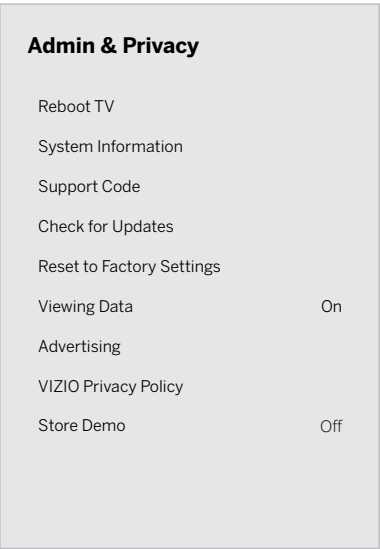 Admin & Privacy
Reboot TV
System Information
Support Code
Check for Updates
Reset to Factory Settings
Viewing Data On
Advertising
VIZIO Privacy Policy
Store Demo Off